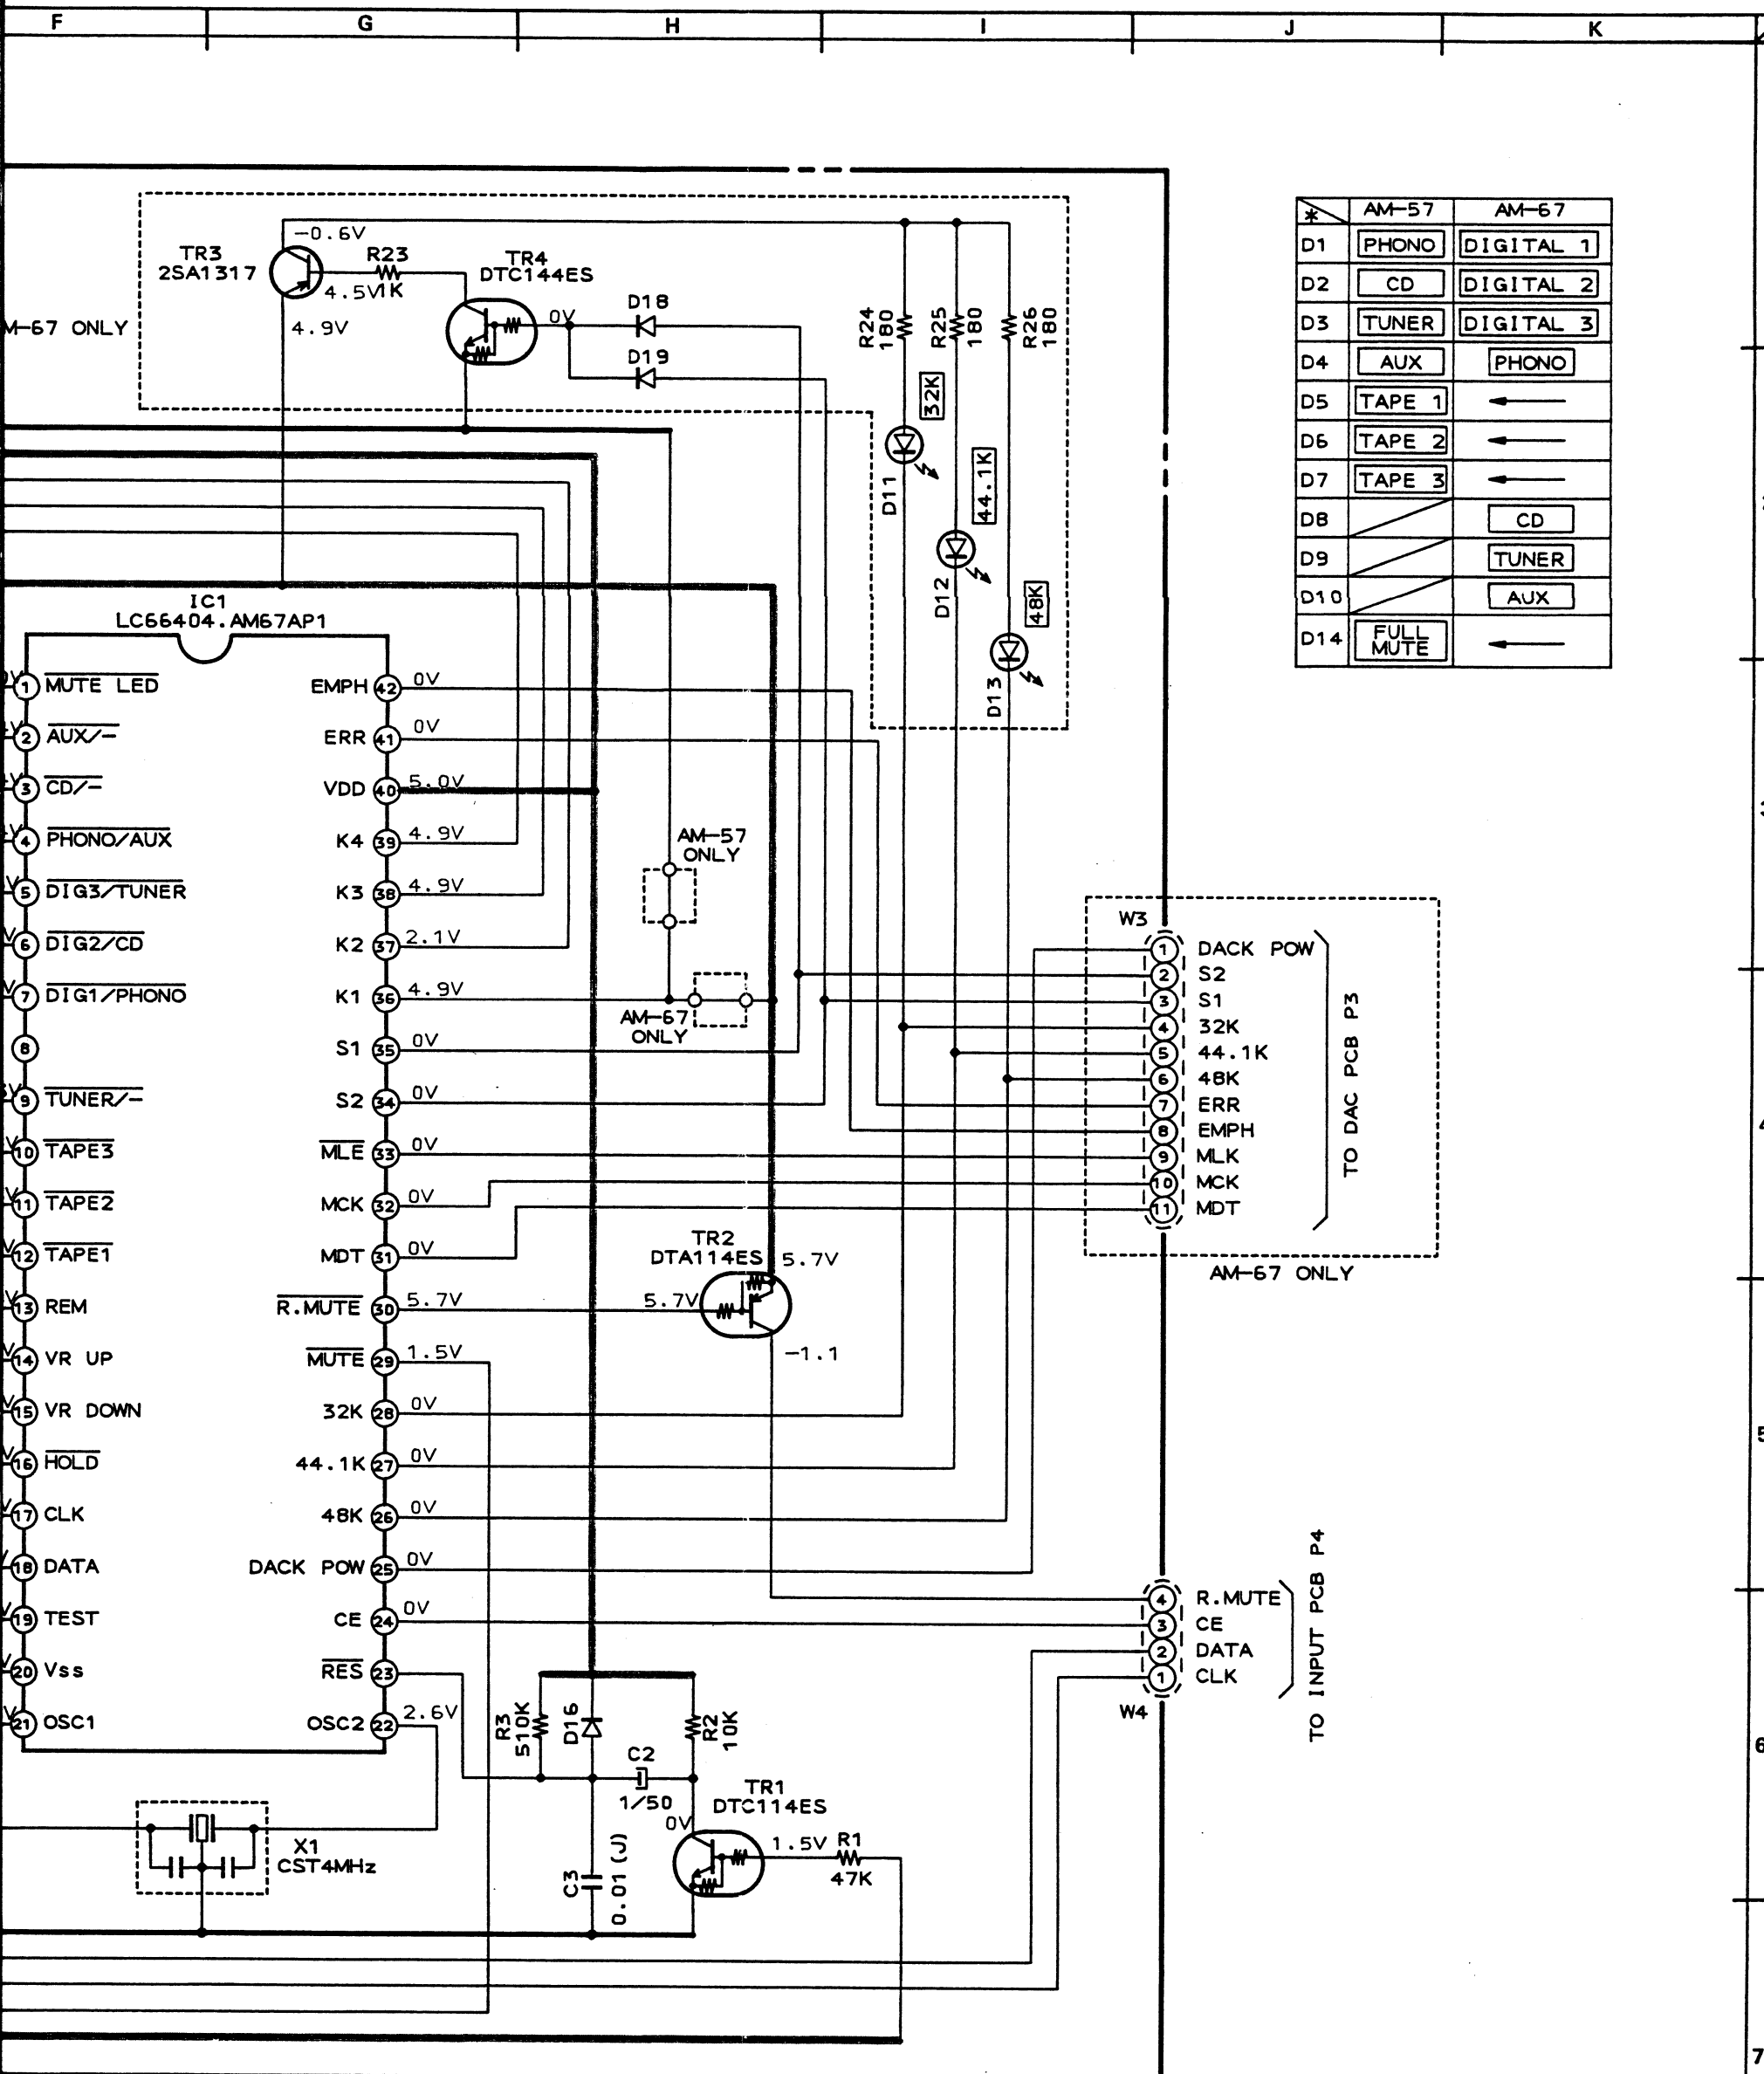 F G H I J K
-0.6V
TR3
2SA1317
R23
1K
4.5V
4.9V
TR4
DTC144ES
0V
D18
D19
M-67 ONLY
R24
180
R25
180
R26
180
32K
D11
44.1K
D12
48K
D13
* AM-57 AM-67
D1 PHONO DIGITAL 1
D2 CD DIGITAL 2
D3 TUNER DIGITAL 3
D4 AUX PHONO
D5 TAPE 1 ←
D6 TAPE 2 ←
D7 TAPE 3 ←
D8 CD
D9 TUNER
D10 AUX
D14 FULL MUTE ←
IC1
LC66404.AM67AP1
1 MUTE LED
2 AUX/-
3 CD/-
4 PHONO/AUX
5 DIG3/TUNER
6 DIG2/CD
7 DIG1/PHONO
8
9 TUNER/-
10 TAPE3
11 TAPE2
12 TAPE1
13 REM
14 VR UP
15 VR DOWN
16 HOLD
17 CLK
18 DATA
19 TEST
20 Vss
21 OSC1
EMPH 42 0V
ERR 41 0V
VDD 40 5.0V
K4 39 4.9V
K3 38 4.9V
K2 37 2.1V
K1 36 4.9V
S1 35 0V
S2 34 0V
MLE 33 0V
MCK 32 0V
MDT 31 0V
R.MUTE 30 5.7V
MUTE 29 1.5V
32K 28 0V
44.1K 27 0V
48K 26 0V
DACK POW 25 0V
CE 24 0V
RES 23
OSC2 22 2.6V
AM-57
ONLY
AM-67
ONLY
TR2
DTA114ES
5.7V
5.7V
-1.1
W3
1 DACK POW
2 S2
3 S1
4 32K
5 44.1K
6 48K
7 ERR
8 EMPH
9 MLK
10 MCK
11 MDT
TO DAC PCB P3
AM-67 ONLY
4 R.MUTE
3 CE
2 DATA
1 CLK
W4
TO INPUT PCB P4
R3
510K
D16
R2
10K
C2
1/50
TR1
DTC114ES
0V
1.5V
R1
47K
C3
0.01 (J)
X1
CST4MHz
4
5
6
7